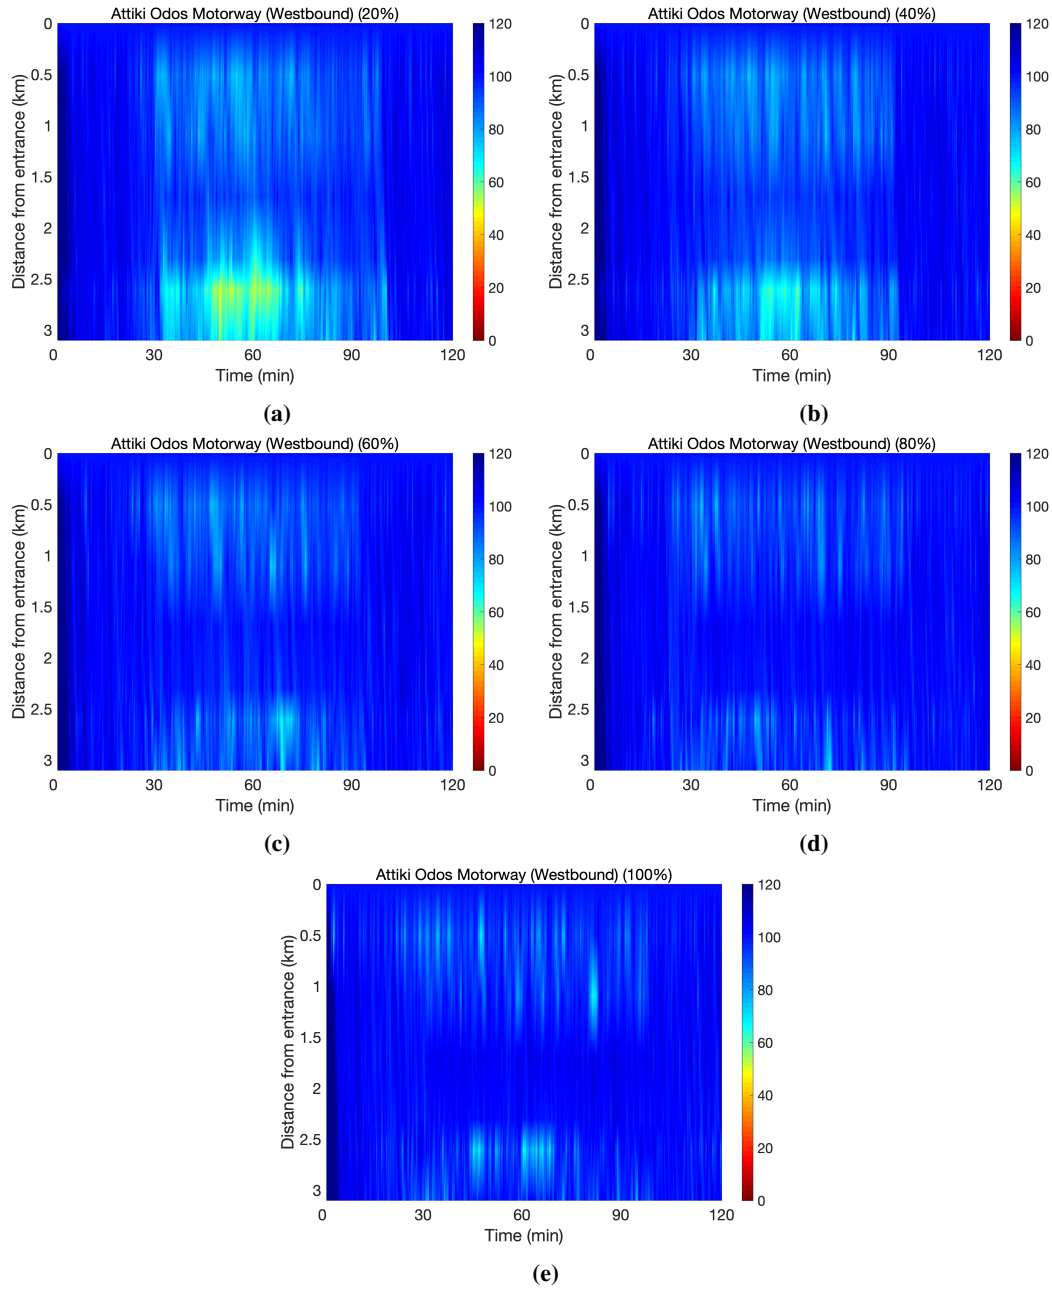 Attiki Odos Motorway (Westbound) (20%)
0
0.5
1
1.5
2
2.5
3
Distance from entrance (km)
0 30 60 90 120
Time (min)
120
100
80
60
40
20
0
(a)
Attiki Odos Motorway (Westbound) (40%)
0
0.5
1
1.5
2
2.5
3
Distance from entrance (km)
0 30 60 90 120
Time (min)
120
100
80
60
40
20
0
(b)
Attiki Odos Motorway (Westbound) (60%)
0
0.5
1
1.5
2
2.5
3
Distance from entrance (km)
0 30 60 90 120
Time (min)
120
100
80
60
40
20
0
(c)
Attiki Odos Motorway (Westbound) (80%)
0
0.5
1
1.5
2
2.5
3
Distance from entrance (km)
0 30 60 90 120
Time (min)
120
100
80
60
40
20
0
(d)
Attiki Odos Motorway (Westbound) (100%)
0
0.5
1
1.5
2
2.5
3
Distance from entrance (km)
0 30 60 90 120
Time (min)
120
100
80
60
40
20
0
(e)